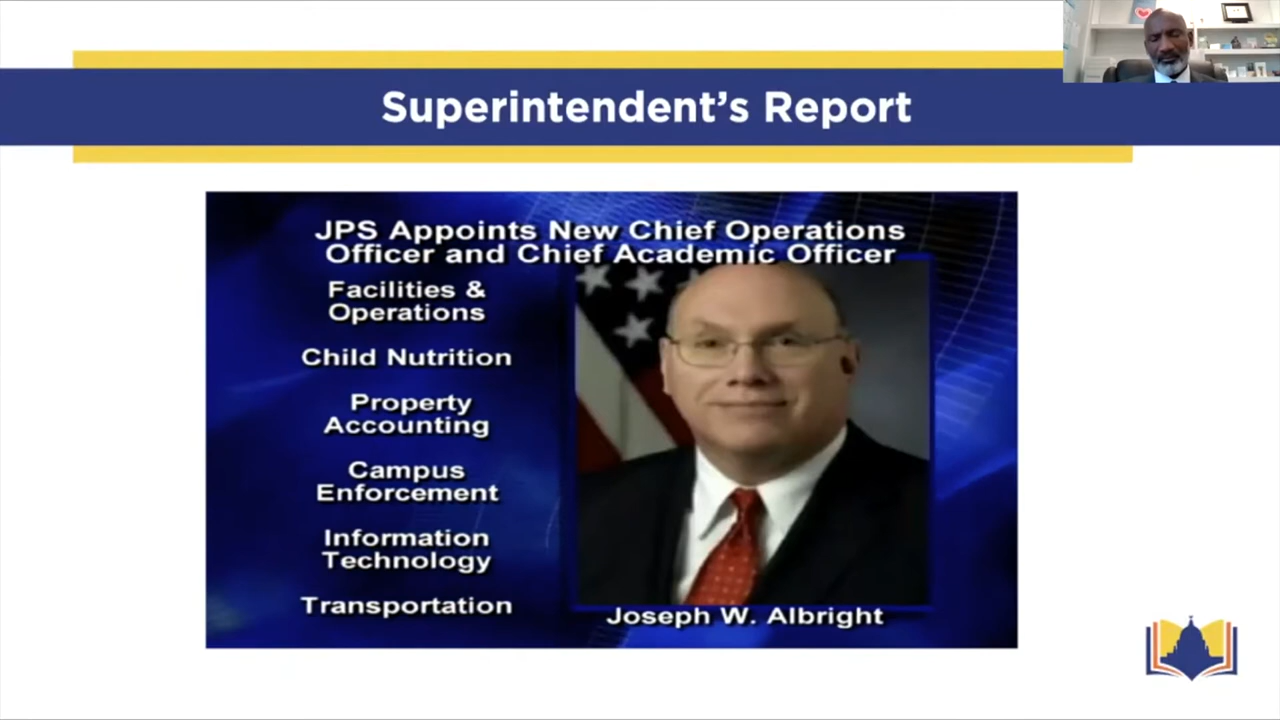 Superintendent’s Report
JPS Appoints New Chief Operations
Officer and Chief Academic Officer
Facilities &
Operations
Child Nutrition
Property
Accounting
Campus
Enforcement
Information
Technology
Transportation
Joseph W. Albright